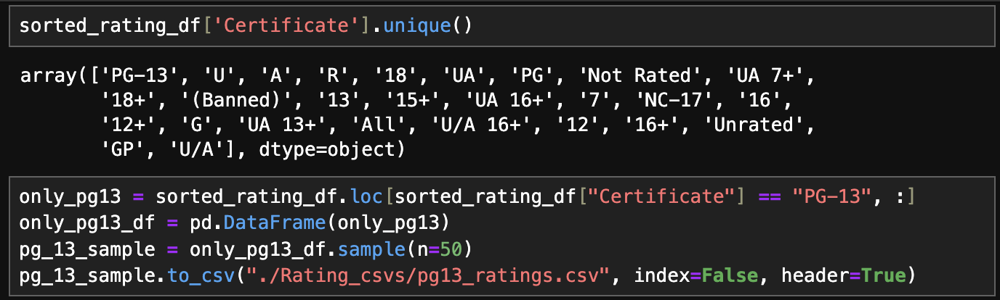 sorted_rating_df['Certificate'].unique()
array(['PG-13', 'U', 'A', 'R', '18', 'UA', 'PG', 'Not Rated', 'UA 7+',
'18+', '(Banned)', '13', '15+', 'UA 16+', '7', 'NC-17', '16',
'12+', 'G', 'UA 13+', 'All', 'U/A 16+', '12', '16+', 'Unrated',
'GP', 'U/A'], dtype=object)
only_pg13 = sorted_rating_df.loc[sorted_rating_df["Certificate"] == "PG-13", :]
only_pg13_df = pd.DataFrame(only_pg13)
pg_13_sample = only_pg13_df.sample(n=50)
pg_13_sample.to_csv("./Rating_csvs/pg13_ratings.csv", index=False, header=True)